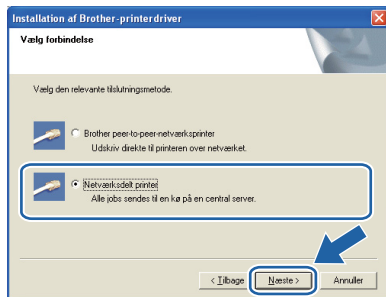 Installation af Brother-printerdriver
Vælg forbindelse
Vælg den relevante tilslutningsmetode.
Brother peer-to-peer-netværksprinter
Udskriv direkte til printeren over netværket.
Netværksdelt printer
Alle jobs sendes til en kø på en central server.
< Tilbage
Næste >
Annuller